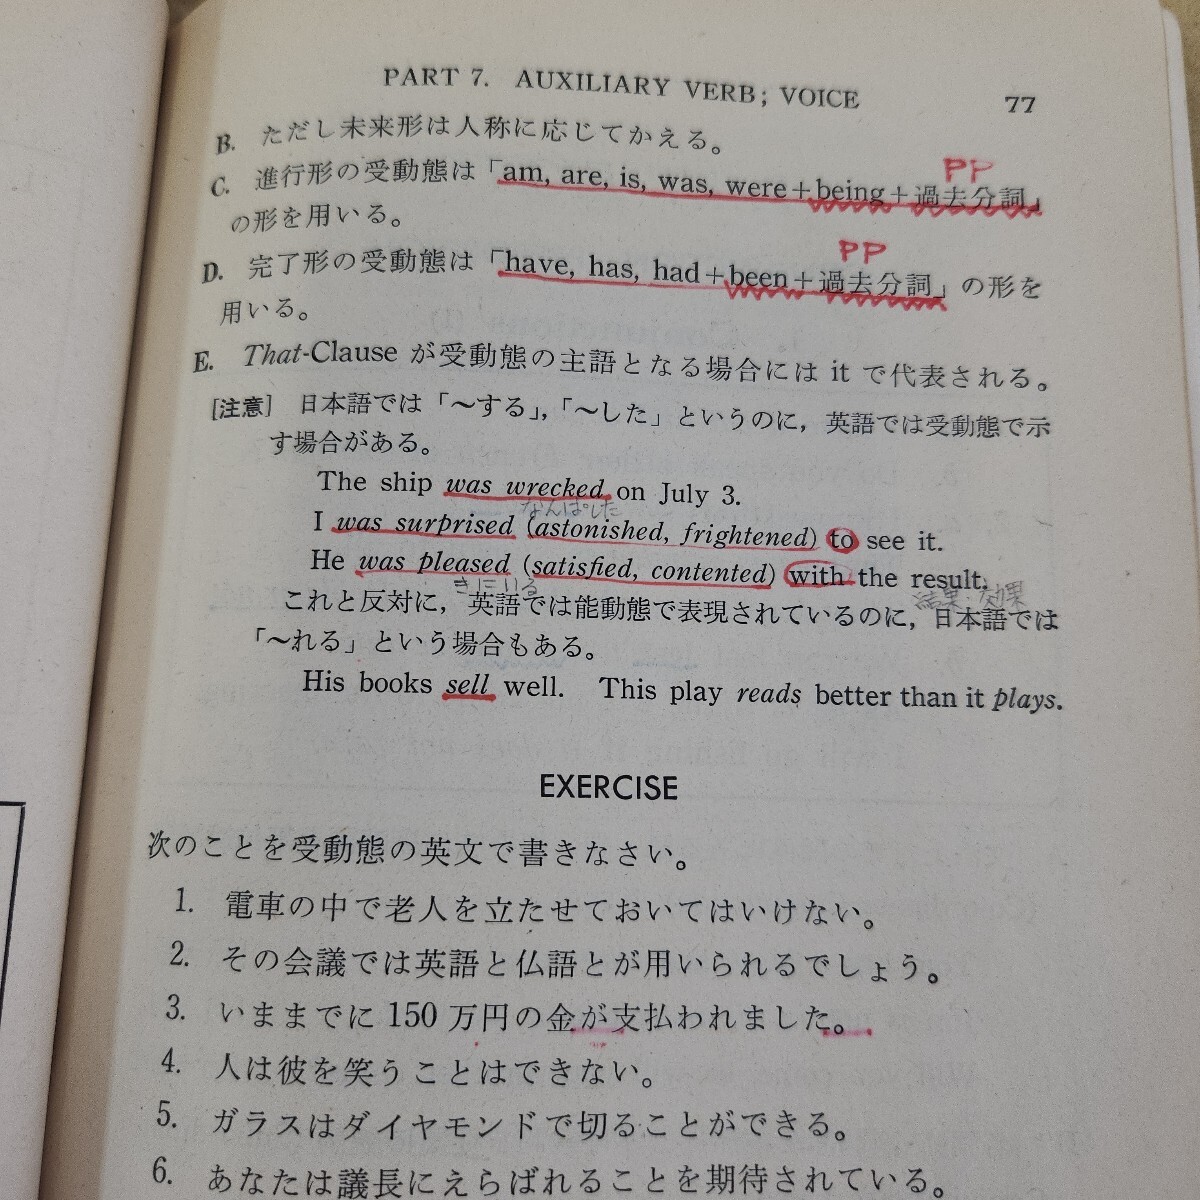 PART 7. AUXILIARY VERB; VOICE 77
B. ただし未来形は人称に応じてかえる。
PP
C. 進行形の受動態は「am, are, is, was, were+being+過去分詞」
の形を用いる。
PP
D. 完了形の受動態は「have, has, had+been+過去分詞」の形を
用いる。
E. That-Clause が受動態の主語となる場合には it で代表される。
[注意] 日本語では「〜する」,「〜した」というのに, 英語では受動態で示
す場合がある。
The ship was wrecked on July 3.
なんぱした
I was surprised (astonished, frightened) to see it.
He was pleased (satisfied, contented) with the result.
きにいる 結果・効果
これと反対に, 英語では能動態で表現されているのに, 日本語では
「〜れる」という場合もある。
His books sell well. This play reads better than it plays.
EXERCISE
次のことを受動態の英文で書きなさい。
1. 電車の中で老人を立たせておいてはいけない。
2. その会議では英語と仏語とが用いられるでしょう。
3. いままでに 150 万円の金が支払われました。
4. 人は彼を笑うことはできない。
5. ガラスはダイヤモンドで切ることができる。
6. あなたは議長にえらばれることを期待されている。